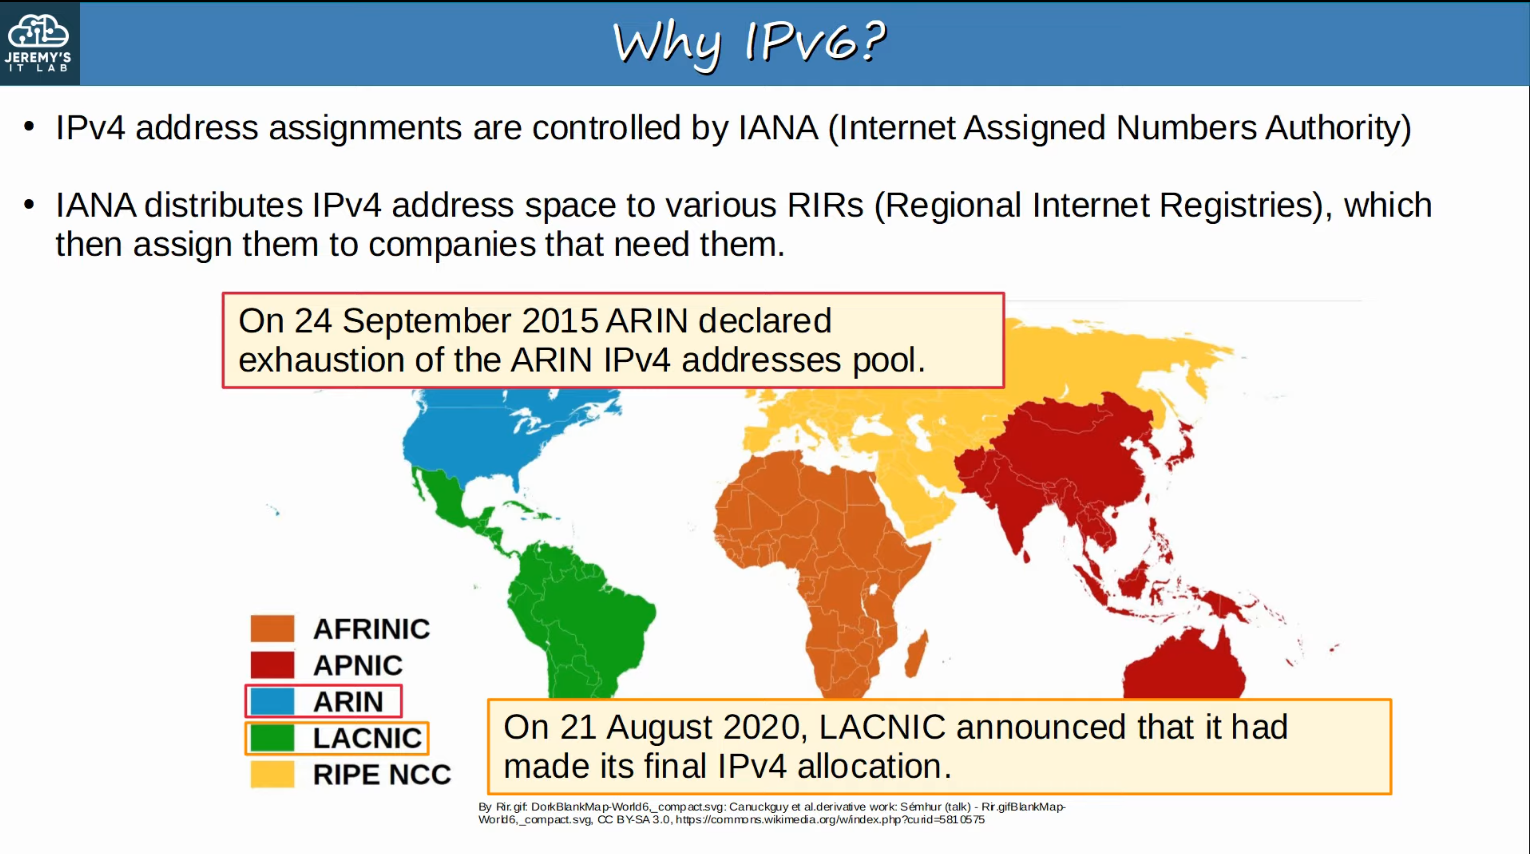 JEREMY'S
IT LAB
Why IPv6?
• IPv4 address assignments are controlled by IANA (Internet Assigned Numbers Authority)
• IANA distributes IPv4 address space to various RIRs (Regional Internet Registries), which
then assign them to companies that need them.
On 24 September 2015 ARIN declared
exhaustion of the ARIN IPv4 addresses pool.
AFRINIC
APNIC
ARIN
LACNIC
RIPE NCC
On 21 August 2020, LACNIC announced that it had
made its final IPv4 allocation.
By Rir.gif: DorkBlankMap-World6,_compact.svg: Canuckguy et al.derivative work: Sémhur (talk) - Rir.gifBlankMap-
World6,_compact.svg, CC BY-SA 3.0, https://commons.wikimedia.org/w/index.php?curid=5810575